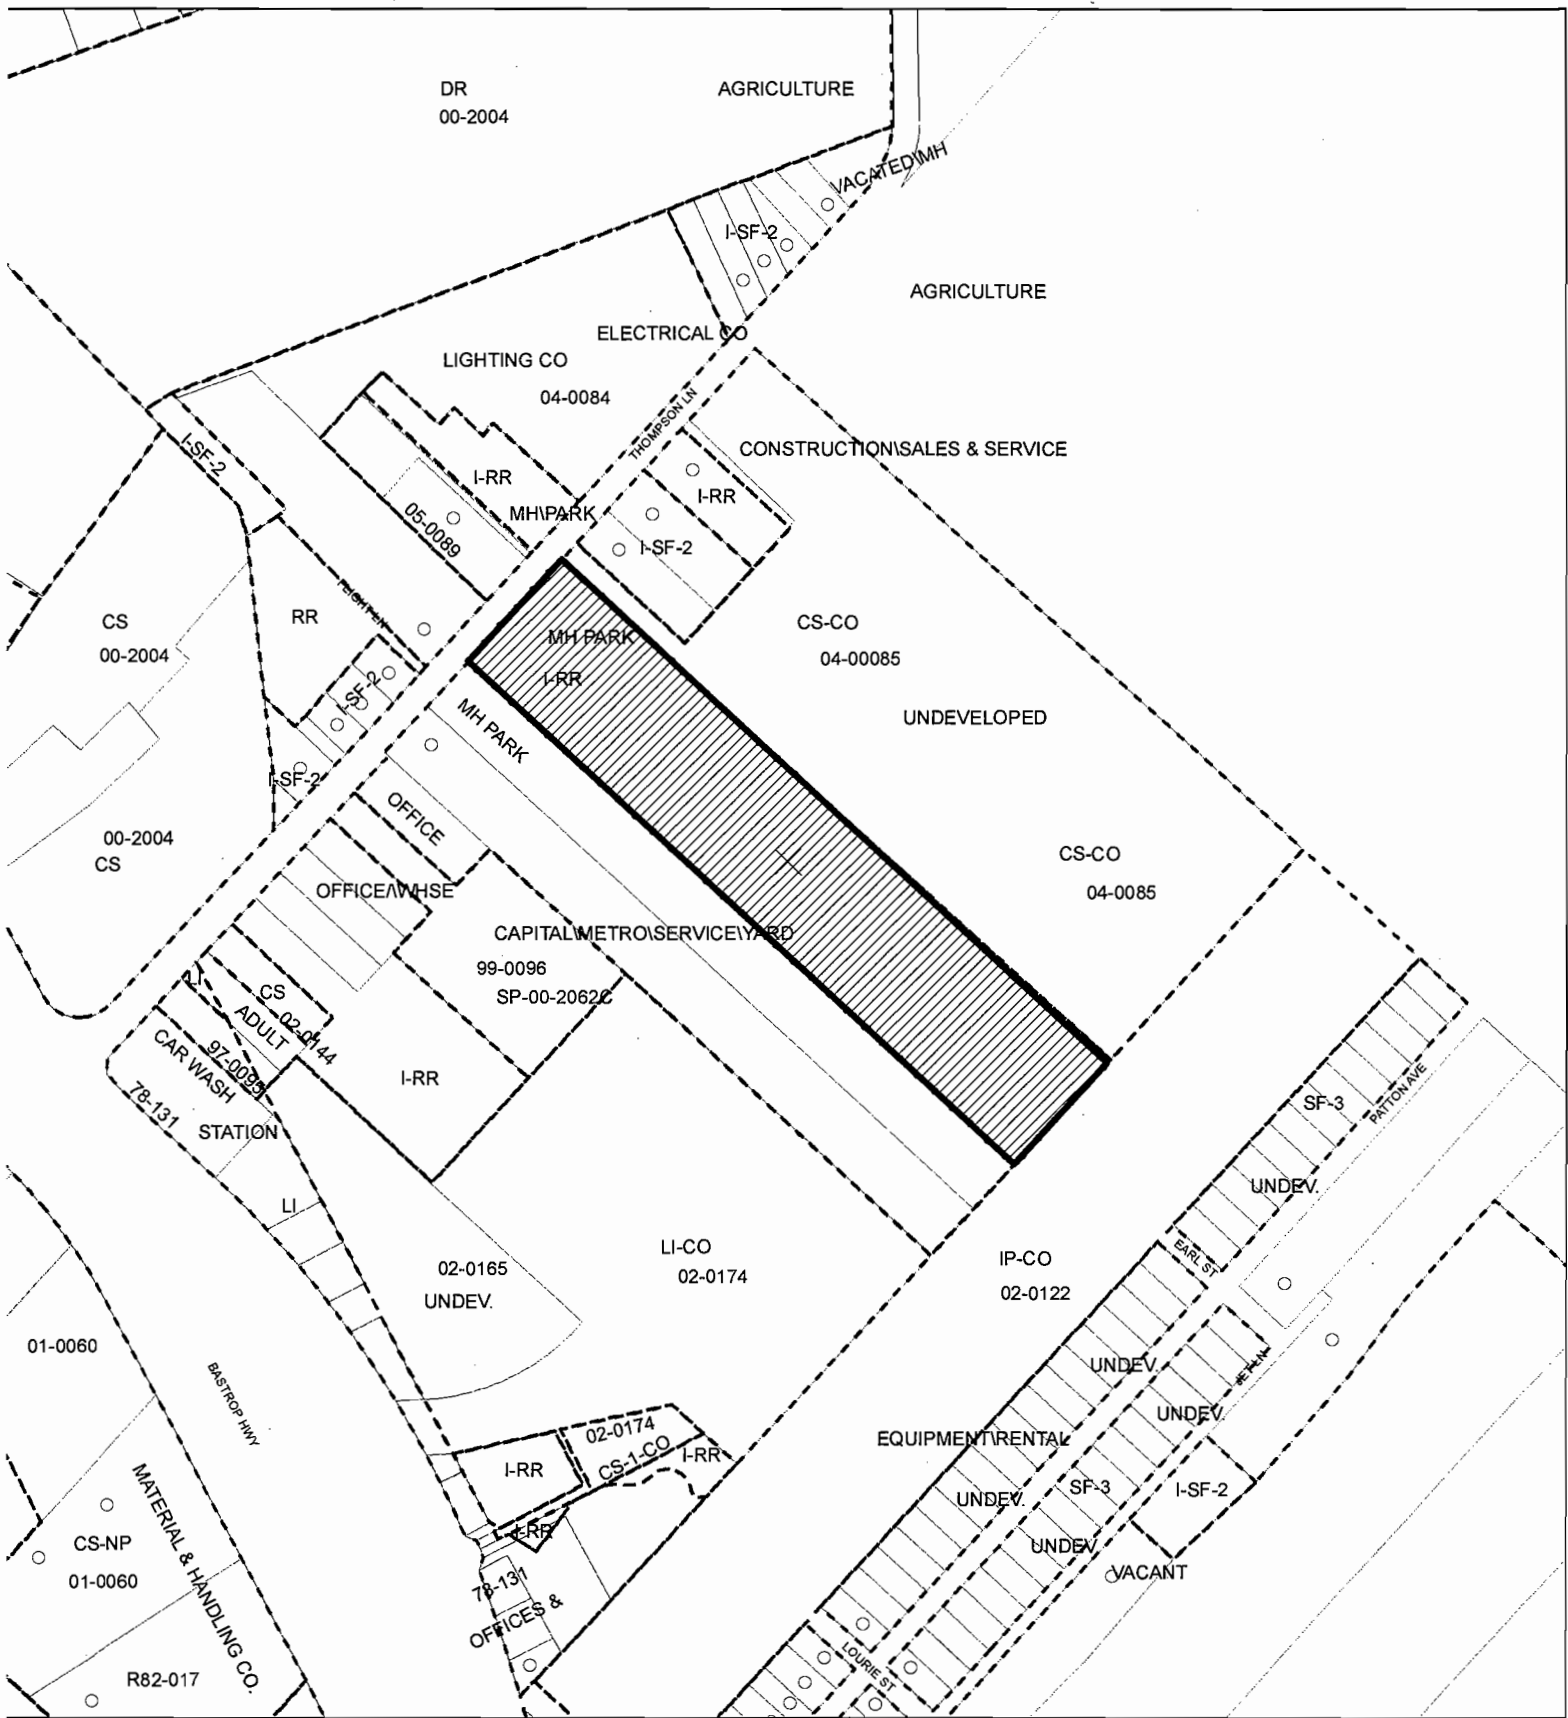 DR
00-2004
AGRICULTURE
VACATED\MH
I-SF-2
AGRICULTURE
ELECTRICAL CO
LIGHTING CO
04-0084
THOMPSON LN
CONSTRUCTION\SALES & SERVICE
I-SF-2
I-RR
I-RR
05-0089
MH\PARK
I-SF-2
FLIGHT LN
RR
CS
00-2004
CS-CO
04-00085
MH PARK
I-RR
I-SF-2
MH PARK
UNDEVELOPED
I-SF-2
OFFICE
00-2004
CS
CS-CO
04-0085
OFFICE/WHSE
CAPITAL\METRO\SERVICE\YARD
99-0096
SP-00-2062C
LI
CS
02-0144
ADULT
97-0095
CAR WASH
78-131
STATION
I-RR
SF-3
PATTON AVE
UNDEV.
LI
EARL ST
LI-CO
02-0174
IP-CO
02-0122
02-0165
UNDEV.
01-0060
BASTROP HWY
UNDEV.
JET LN
UNDEV.
02-0174
CS-1-CO
I-RR
I-RR
EQUIPMENT\RENTAL
UNDEV.
SF-3
I-SF-2
MATERIAL & HANDLING CO.
CS-NP
01-0060
I-RR
UNDEV
VACANT
78-131
OFFICES &
LOURIE ST
R82-017